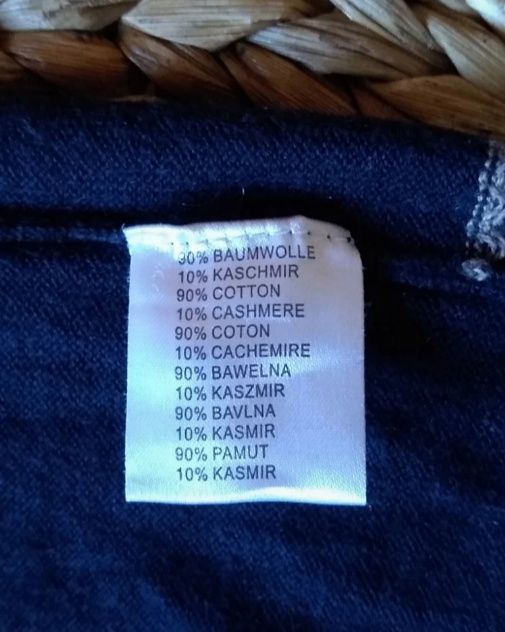 90% BAUMWOLLE
10% KASCHMIR
90% COTTON
10% CASHMERE
90% COTON
10% CACHEMIRE
90% BAWELNA
10% KASZMIR
90% BAVLNA
10% KASMIR
90% PAMUT
10% KASMIR